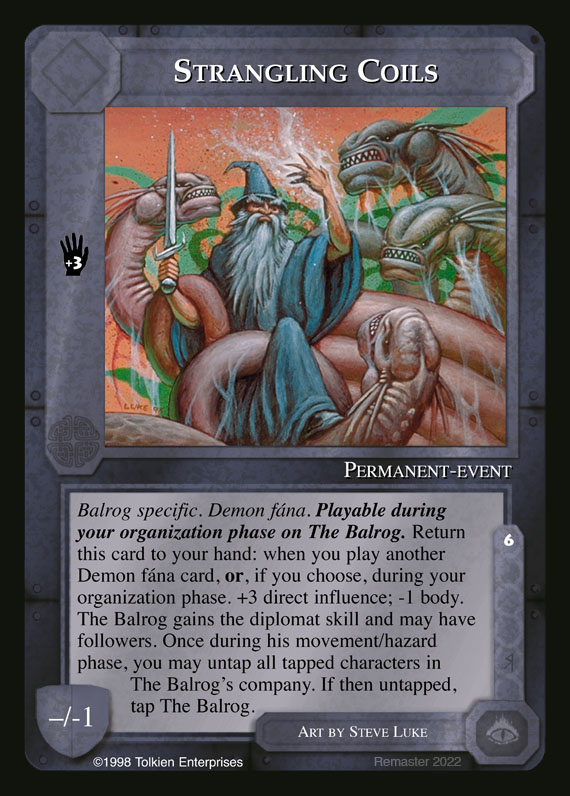 STRANGLING COILS
+3
LUKE
PERMANENT-EVENT
Balrog specific. Demon fána. Playable during
your organization phase on The Balrog. Return
this card to your hand: when you play another
Demon fána card, or, if you choose, during your
organization phase. +3 direct influence; -1 body.
The Balrog gains the diplomat skill and may have
followers. Once during his movement/hazard
phase, you may untap all tapped characters in
The Balrog's company. If then untapped,
tap The Balrog.
6
–/-1
ART BY STEVE LUKE
©1998 Tolkien Enterprises
Remaster 2022